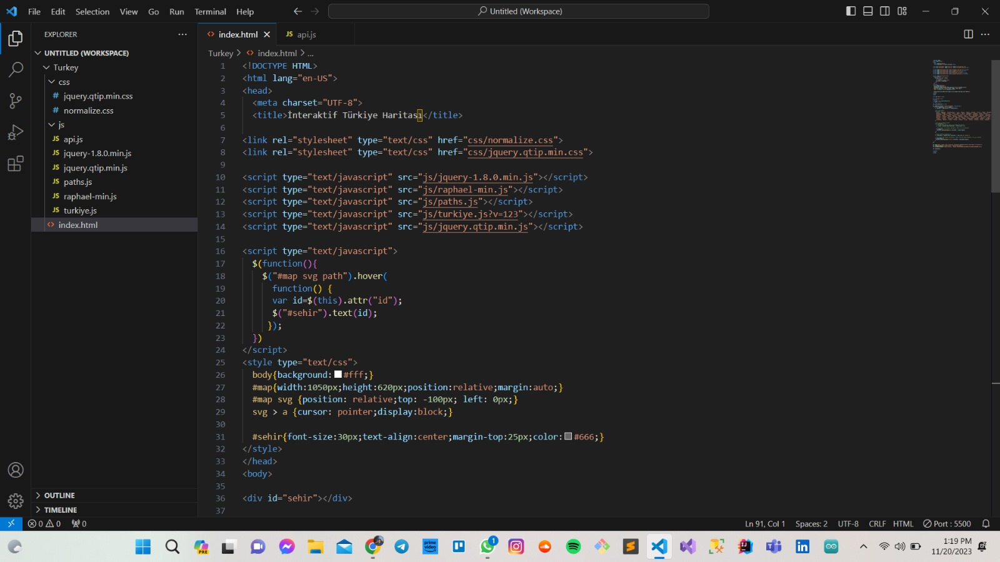 File Edit Selection View Go Run Terminal Help
Untitled (Workspace)
EXPLORER
UNTITLED (WORKSPACE)
Turkey
css
# jquery.qtip.min.css
# normalize.css
js
JS api.js
JS jquery-1.8.0.min.js
JS jquery.qtip.min.js
JS paths.js
JS raphael-min.js
JS turkiye.js
<> index.html
OUTLINE
TIMELINE
<> index.html
JS api.js
Turkey > <> index.html > ...
1 <!DOCTYPE HTML>
2 <html lang="en-US">
3 <head>
4 <meta charset="UTF-8">
5 <title>İnteraktif Türkiye Haritası</title>
6
7 <link rel="stylesheet" type="text/css" href="css/normalize.css">
8 <link rel="stylesheet" type="text/css" href="css/jquery.qtip.min.css">
9
10 <script type="text/javascript" src="js/jquery-1.8.0.min.js"></script>
11 <script type="text/javascript" src="js/raphael-min.js"></script>
12 <script type="text/javascript" src="js/paths.js"></script>
13 <script type="text/javascript" src="js/turkiye.js?v=123"></script>
14 <script type="text/javascript" src="js/jquery.qtip.min.js"></script>
15
16 <script type="text/javascript">
17 $(function(){
18 $("#map svg path").hover(
19 function() {
20 var id=$(this).attr("id");
21 $("#sehir").text(id);
22 });
23 })
24 </script>
25 <style type="text/css">
26 body{background:#fff;}
27 #map{width:1050px;height:620px;position:relative;margin:auto;}
28 #map svg {position: relative;top: -100px; left: 0px;}
29 svg > a {cursor: pointer;display:block;}
30
31 #sehir{font-size:30px;text-align:center;margin-top:25px;color:#666;}
32 </style>
33 </head>
34 <body>
35
36 <div id="sehir"></div>
37
0 0 0
Ln 91, Col 1 Spaces: 2 UTF-8 CRLF HTML Port : 5500
PRE
prime video
1
1:19 PM
11/20/2023